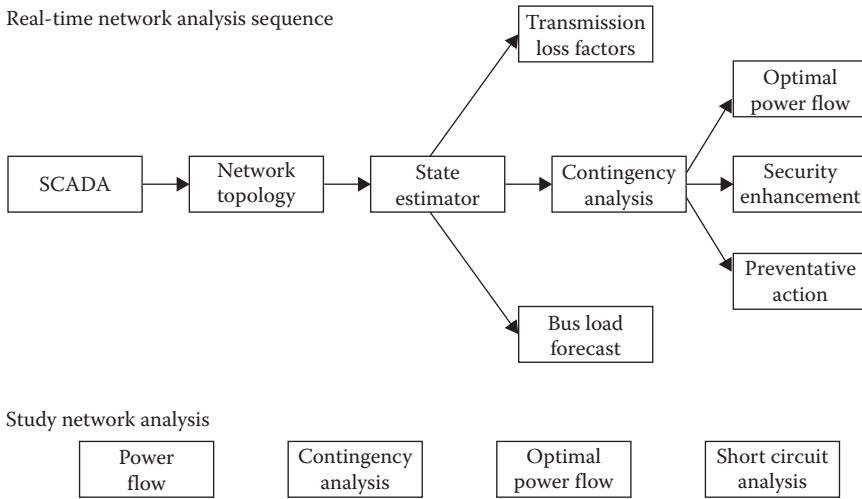 Real-time network analysis sequence
Transmission
loss factors
Optimal
power flow
SCADA
Network
topology
State
estimator
Contingency
analysis
Security
enhancement
Preventative
action
Bus load
forecast
Study network analysis
Power
flow
Contingency
analysis
Optimal
power flow
Short circuit
analysis